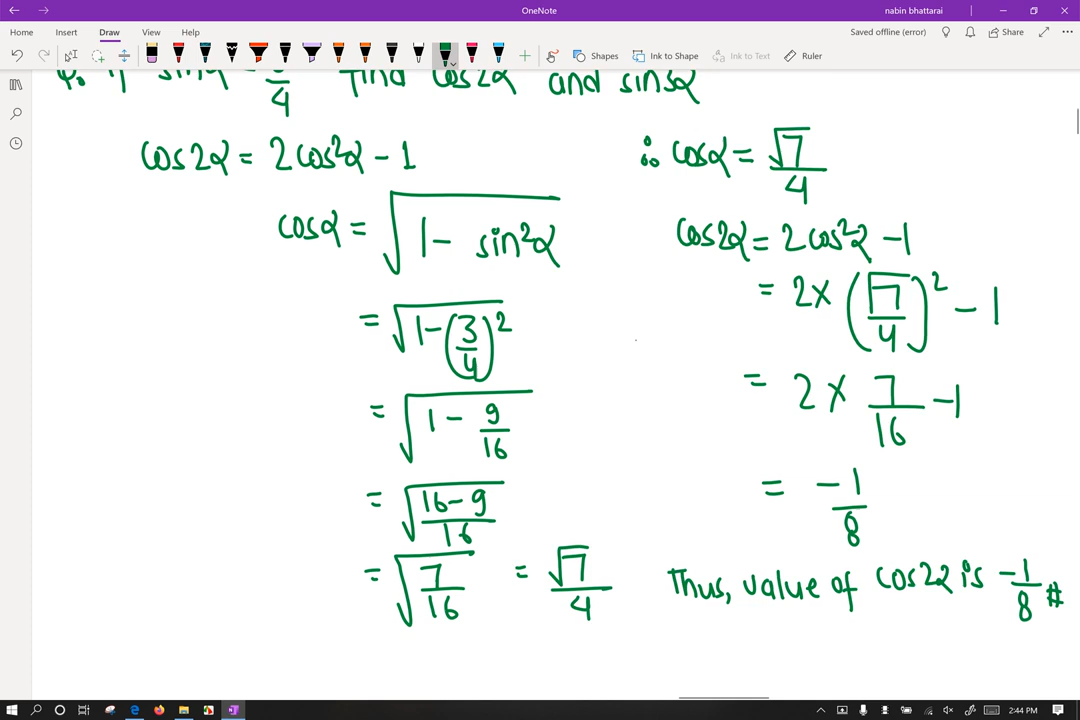 OneNote
nabin bhattarai
Home Insert Draw View Help
Saved offline (error) Share
Shapes Ink to Shape Ink to Text Ruler
find cos2α and sin
cos2α = 2cos²α - 1
cosα = √(1 - sin²α)
= √(1-(3/4)²)
= √(1 - 9/16)
= √((16-9)/16)
= √(7/16) = √7/4
∴ cosα = √7/4
cos2α = 2cos²α - 1
= 2× (√7/4)² - 1
= 2 × 7/16 - 1
= -1/8
Thus, value of cos2α is -1/8 #
2:44 PM